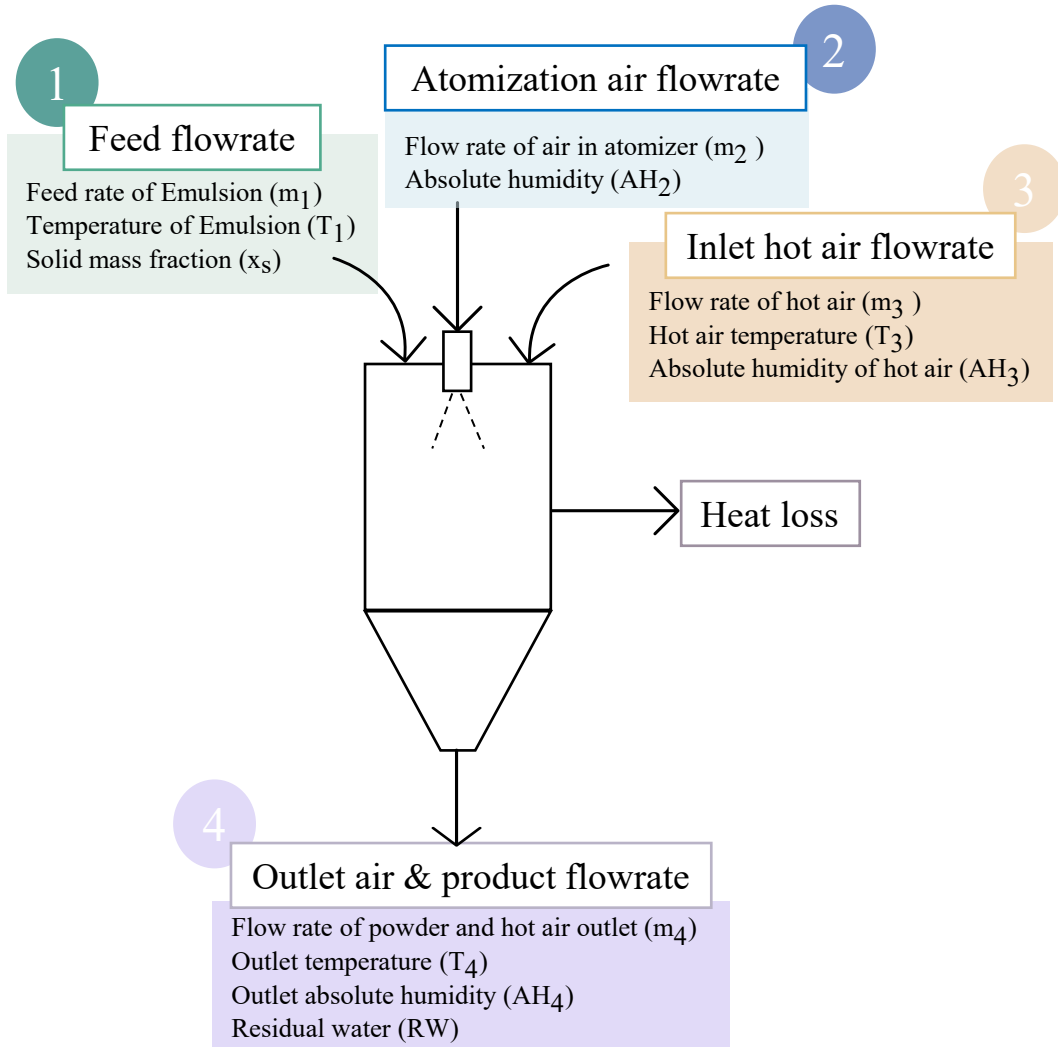 1
Feed flowrate
Feed rate of Emulsion (m1)
Temperature of Emulsion (T1)
Solid mass fraction (xs)
2
Atomization air flowrate
Flow rate of air in atomizer (m2 )
Absolute humidity (AH2)
3
Inlet hot air flowrate
Flow rate of hot air (m3 )
Hot air temperature (T3)
Absolute humidity of hot air (AH3)
Heat loss
4
Outlet air & product flowrate
Flow rate of powder and hot air outlet (m4)
Outlet temperature (T4)
Outlet absolute humidity (AH4)
Residual water (RW)